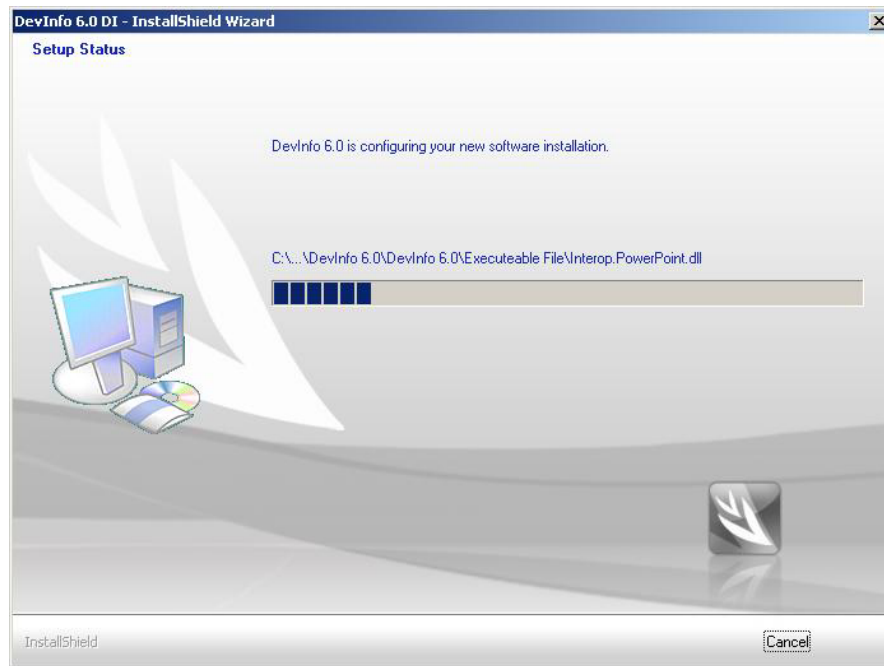 DevInfo 6.0 DI - InstallShield Wizard
Setup Status
DevInfo 6.0 is configuring your new software installation.
C:\...\DevInfo 6.0\DevInfo 6.0\Executeable File\Interop.PowerPoint.dll
InstallShield
Cancel